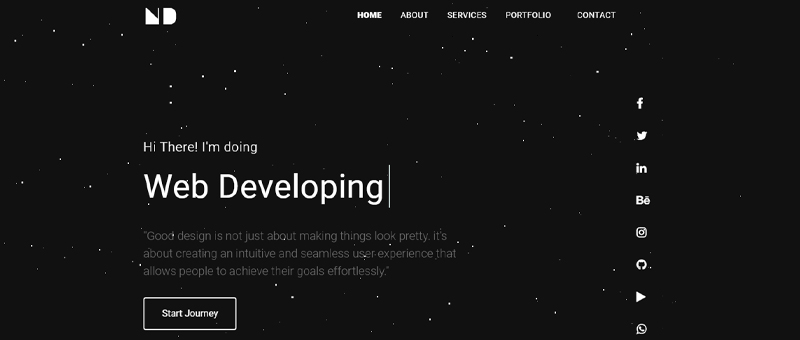 ND
HOME ABOUT SERVICES PORTFOLIO CONTACT
Hi There! I'm doing
Web Developing
"Good design is not just about making things look pretty. it's
about creating an intuitive and seamless user experience that
allows people to achieve their goals effortlessly."
Start Journey